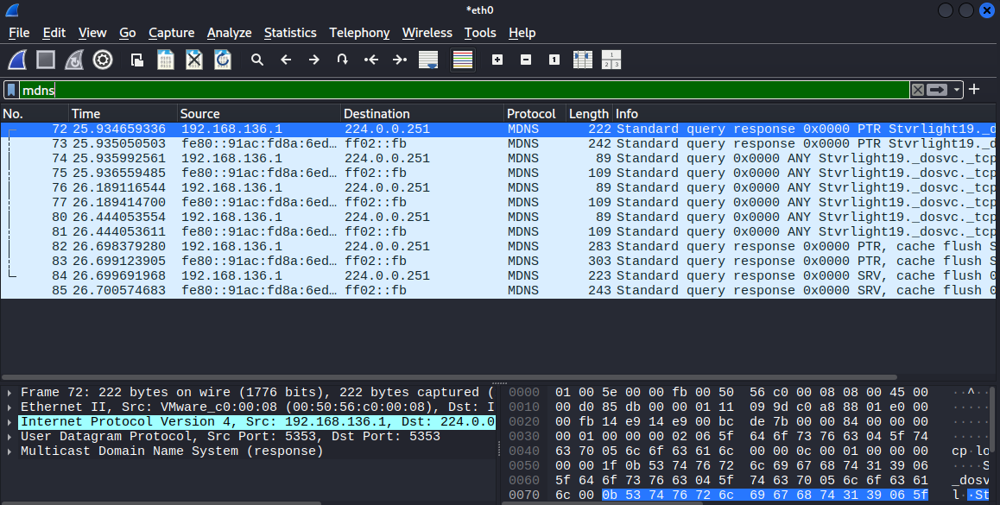 *eth0
File Edit View Go Capture Analyze Statistics Telephony Wireless Tools Help
mdns
No. Time Source Destination Protocol Length Info
72 25.934659336 192.168.136.1 224.0.0.251 MDNS 222 Standard query response 0x0000 PTR Stvrlight19._d
73 25.935050503 fe80::91ac:fd8a:6ed… ff02::fb MDNS 242 Standard query response 0x0000 PTR Stvrlight19._d
74 25.935992561 192.168.136.1 224.0.0.251 MDNS 89 Standard query 0x0000 ANY Stvrlight19._dosvc._tcp
75 25.936559485 fe80::91ac:fd8a:6ed… ff02::fb MDNS 109 Standard query 0x0000 ANY Stvrlight19._dosvc._tcp
76 26.189116544 192.168.136.1 224.0.0.251 MDNS 89 Standard query 0x0000 ANY Stvrlight19._dosvc._tcp
77 26.189414700 fe80::91ac:fd8a:6ed… ff02::fb MDNS 109 Standard query 0x0000 ANY Stvrlight19._dosvc._tcp
80 26.444053554 192.168.136.1 224.0.0.251 MDNS 89 Standard query 0x0000 ANY Stvrlight19._dosvc._tcp
81 26.444053611 fe80::91ac:fd8a:6ed… ff02::fb MDNS 109 Standard query 0x0000 ANY Stvrlight19._dosvc._tcp
82 26.698379280 192.168.136.1 224.0.0.251 MDNS 283 Standard query response 0x0000 PTR, cache flush S
83 26.699123905 fe80::91ac:fd8a:6ed… ff02::fb MDNS 303 Standard query response 0x0000 PTR, cache flush S
84 26.699691968 192.168.136.1 224.0.0.251 MDNS 223 Standard query response 0x0000 SRV, cache flush 0
85 26.700574683 fe80::91ac:fd8a:6ed… ff02::fb MDNS 243 Standard query response 0x0000 SRV, cache flush 0
Frame 72: 222 bytes on wire (1776 bits), 222 bytes captured (
Ethernet II, Src: VMware_c0:00:08 (00:50:56:c0:00:08), Dst: I
Internet Protocol Version 4, Src: 192.168.136.1, Dst: 224.0.0
User Datagram Protocol, Src Port: 5353, Dst Port: 5353
Multicast Domain Name System (response)
0000 01 00 5e 00 00 fb 00 50 56 c0 00 08 08 00 45 00 ··^··
0010 00 d0 85 db 00 00 01 11 09 9d c0 a8 88 01 e0 00 ·····
0020 00 fb 14 e9 14 e9 00 bc de 7b 00 00 84 00 00 00 ·····
0030 00 01 00 00 00 02 06 5f 64 6f 73 76 63 04 5f 74 ·····
0040 63 70 05 6c 6f 63 61 6c 00 00 0c 00 01 00 00 00 cp·lo
0050 00 00 1f 0b 53 74 76 72 6c 69 67 68 74 31 39 06 ····S
0060 5f 64 6f 73 76 63 04 5f 74 63 70 05 6c 6f 63 61 _dosv
0070 6c 00 0b 53 74 76 72 6c 69 67 68 74 31 39 06 5f l··St